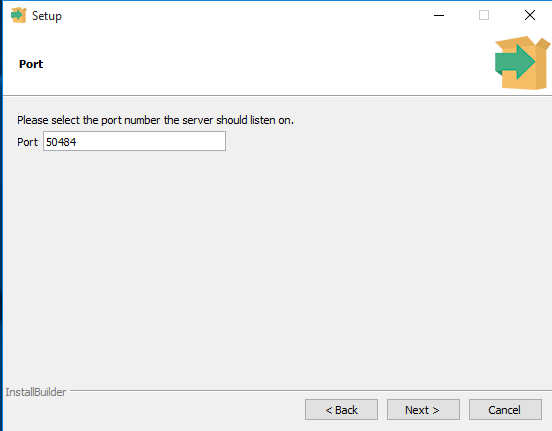 Setup
Port
Please select the port number the server should listen on.
Port 50484
InstallBuilder
< Back Next > Cancel